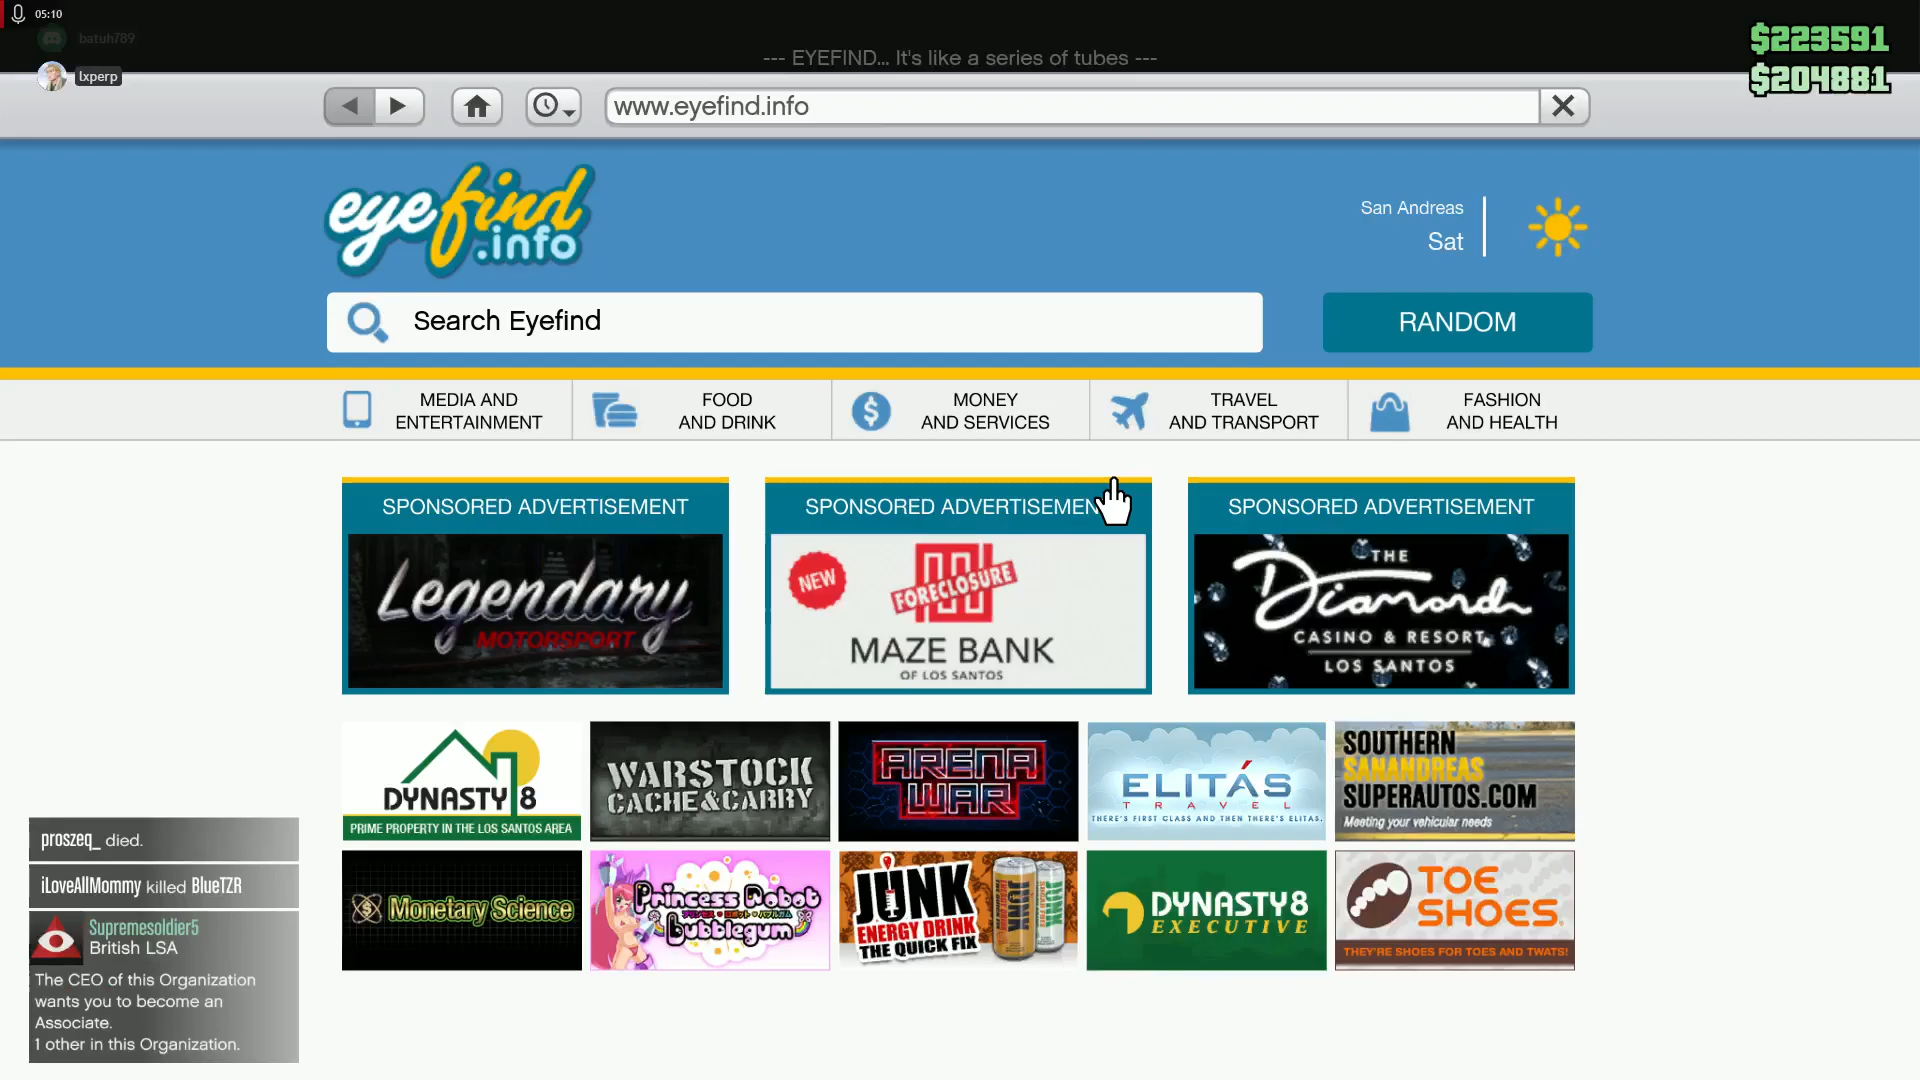 05:10
batuh789
lxperp
--- EYEFIND... It's like a series of tubes ---
$223591
$204881
www.eyefind.info
eyefind
.info
San Andreas
Sat
Search Eyefind
RANDOM
MEDIA AND
ENTERTAINMENT
FOOD
AND DRINK
MONEY
AND SERVICES
TRAVEL
AND TRANSPORT
FASHION
AND HEALTH
SPONSORED ADVERTISEMENT
Legendary
MOTORSPORT
SPONSORED ADVERTISEMEN
NEW
FORECLOSURE
MAZE BANK
OF LOS SANTOS
SPONSORED ADVERTISEMENT
THE
Diamond
CASINO & RESORT
LOS SANTOS
DYNASTY 8
PRIME PROPERTY IN THE LOS SANTOS AREA
WARSTOCK
CACHE&CARRY
ARENA
WAR
ELITÁS
TRAVEL
THERE'S FIRST CLASS AND THEN THERE'S ELITAS.
SOUTHERN
SANANDREAS
SUPERAUTOS.COM
Meeting your vehicular needs
Monetary Science
Princess Robot
Bubblegum
JUNK
ENERGY DRINK
THE QUICK FIX
DYNASTY8
EXECUTIVE
TOE
SHOES
THEY'RE SHOES FOR TOES AND TWATS!
proszeq_ died.
iLoveAllMommy killed BlueTZR
Supremesoldier5
British LSA
The CEO of this Organization
wants you to become an
Associate.
1 other in this Organization.